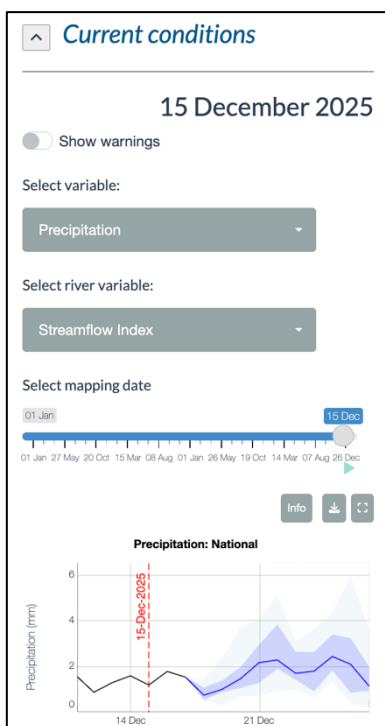 Current conditions
15 December 2025
Show warnings
Select variable:
Precipitation
Select river variable:
Streamflow Index
Select mapping date
01 Jan 15 Dec
01 Jan 27 May 20 Oct 15 Mar 08 Aug 01 Jan 26 May 19 Oct 14 Mar 07 Aug 26 Dec
Info
Precipitation: National
Precipitation (mm)
6
4
2
0
15-Dec-2025
14 Dec 21 Dec